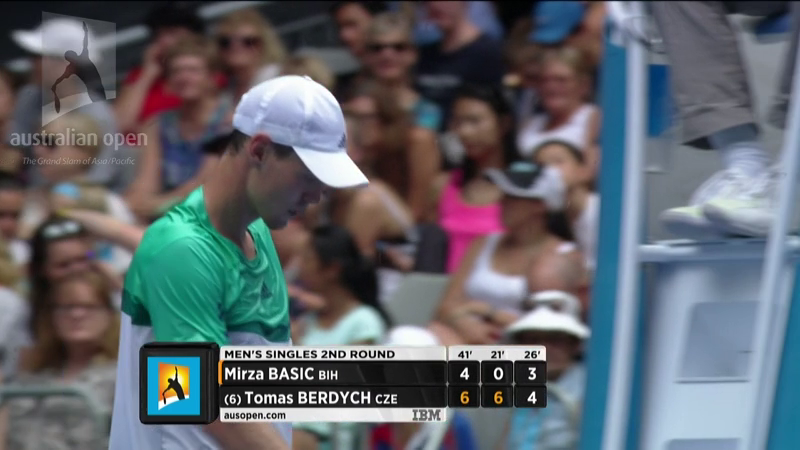 australian open
The Grand Slam of Asia/Pacific
MEN'S SINGLES 2ND ROUND 41' 21' 26'
Mirza BASIC BIH 4 0 3
(6) Tomas BERDYCH CZE 6 6 4
ausopen.com IBM